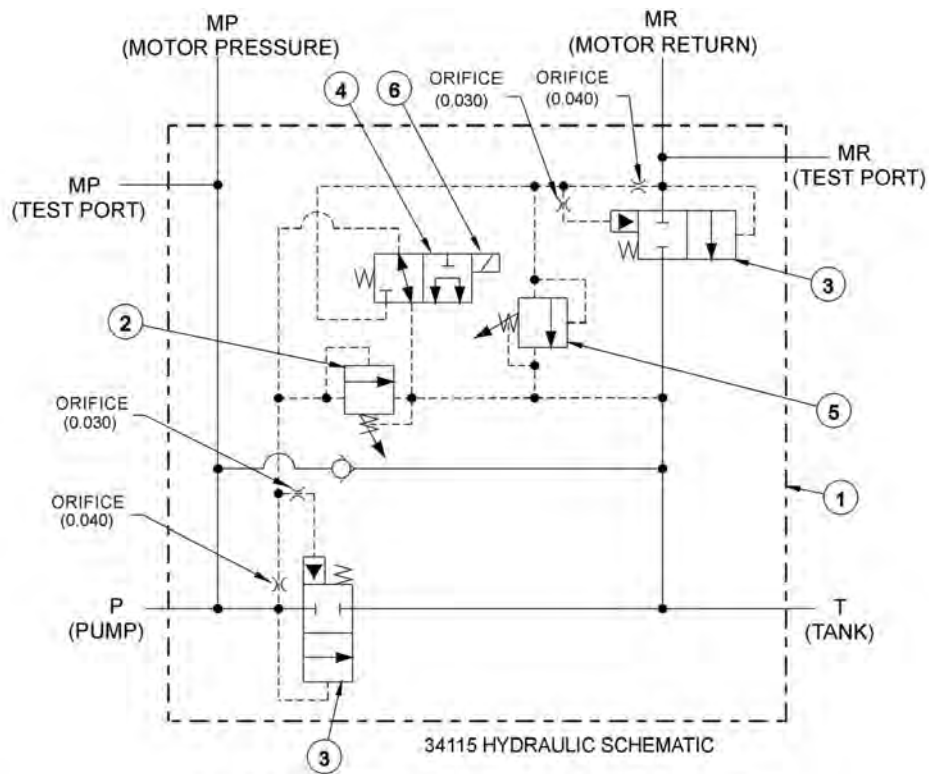 MP
(MOTOR PRESSURE)
MR
(MOTOR RETURN)
4
6
ORIFICE
(0.030)
ORIFICE
(0.040)
MP
(TEST PORT)
MR
(TEST PORT)
3
2
5
ORIFICE
(0.030)
ORIFICE
(0.040)
1
P
(PUMP)
T
(TANK)
3
34115 HYDRAULIC SCHEMATIC